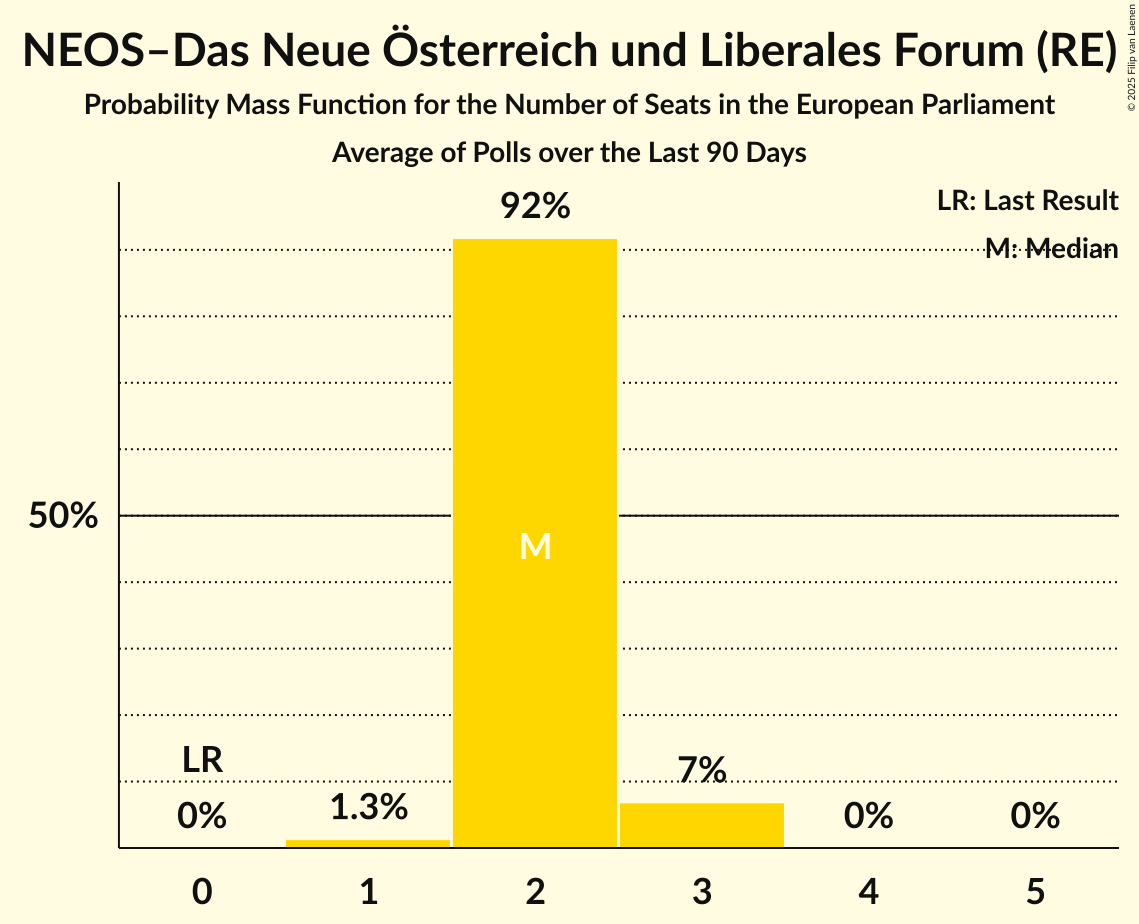 NEOS–Das Neue Österreich und Liberales Forum (RE)
Probability Mass Function for the Number of Seats in the European Parliament
Average of Polls over the Last 90 Days
© 2025 Filip van Laenen
LR: Last Result
M: Median
92%
50%
M
LR
0%
1.3%
7%
0%
0%
0 1 2 3 4 5